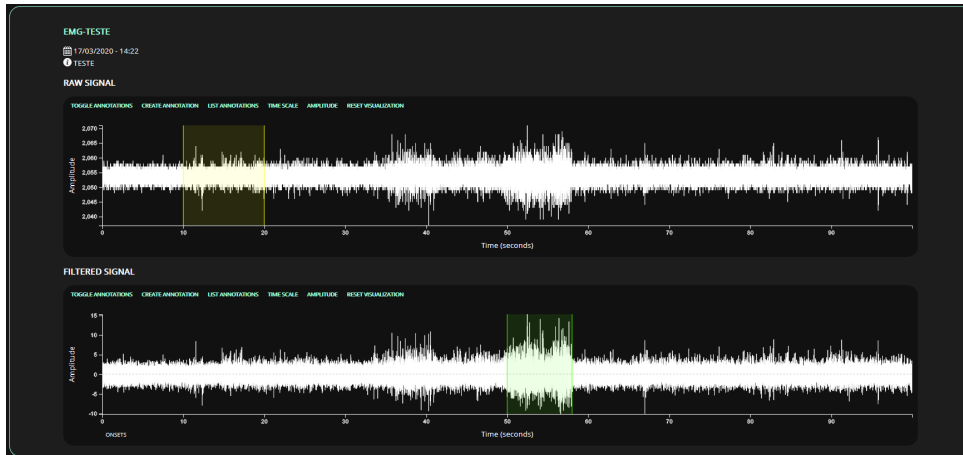 EMG-TESTE
17/03/2020 - 14:22
TESTE
RAW SIGNAL
TOGGLE ANNOTATIONS CREATE ANNOTATION LIST ANNOTATIONS TIME SCALE AMPLITUDE RESET VISUALIZATION
2,070
2,065
2,060
2,055
2,050
2,045
2,040
Amplitude
0 10 20 30 40 50 60 70 80 90
Time (seconds)
FILTERED SIGNAL
TOGGLE ANNOTATIONS CREATE ANNOTATION LIST ANNOTATIONS TIME SCALE AMPLITUDE RESET VISUALIZATION
15
10
5
0
-5
-10
Amplitude
0 10 20 30 40 50 60 70 80 90
ONSETS
Time (seconds)